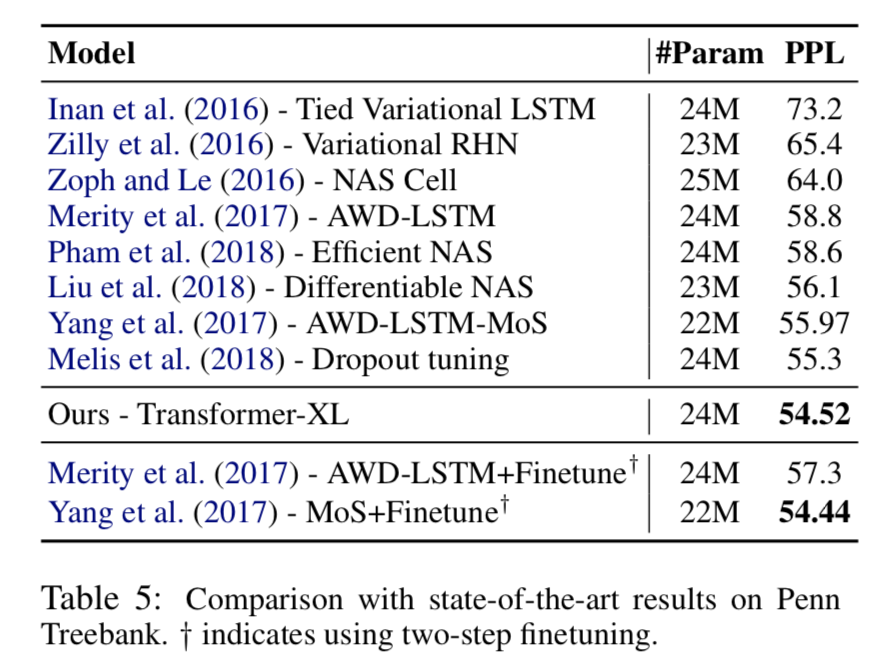 Model #Param PPL
Inan et al. (2016) - Tied Variational LSTM 24M 73.2
Zilly et al. (2016) - Variational RHN 23M 65.4
Zoph and Le (2016) - NAS Cell 25M 64.0
Merity et al. (2017) - AWD-LSTM 24M 58.8
Pham et al. (2018) - Efficient NAS 24M 58.6
Liu et al. (2018) - Differentiable NAS 23M 56.1
Yang et al. (2017) - AWD-LSTM-MoS 22M 55.97
Melis et al. (2018) - Dropout tuning 24M 55.3
Ours - Transformer-XL 24M 54.52
Merity et al. (2017) - AWD-LSTM+Finetune† 24M 57.3
Yang et al. (2017) - MoS+Finetune† 22M 54.44
Table 5: Comparison with state-of-the-art results on Penn
Treebank. † indicates using two-step finetuning.